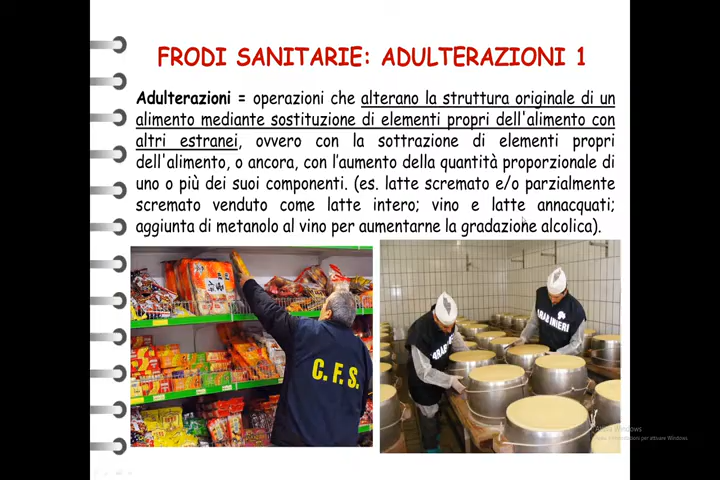 FRODI SANITARIE: ADULTERAZIONI 1
Adulterazioni = operazioni che alterano la struttura originale di un
alimento mediante sostituzione di elementi propri dell'alimento con
altri estranei, ovvero con la sottrazione di elementi propri
dell'alimento, o ancora, con l'aumento della quantità proporzionale di
uno o più dei suoi componenti. (es. latte scremato e/o parzialmente
scremato venduto come latte intero; vino e latte annacquati;
aggiunta di metanolo al vino per aumentarne la gradazione alcolica).
C.F.S.
CARABINIERI